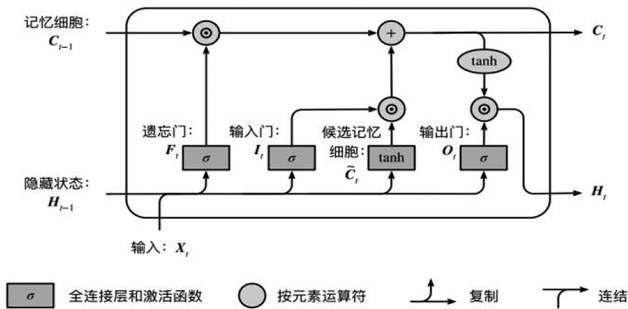 记忆细胞:
C_{t-1}
C_t
tanh
遗忘门:
F_t
σ
输入门:
I_t
σ
候选记忆
细胞:
C̃_t
tanh
输出门:
O_t
σ
隐藏状态:
H_{t-1}
H_t
输入: X_t
σ 全连接层和激活函数 按元素运算符 复制 连结